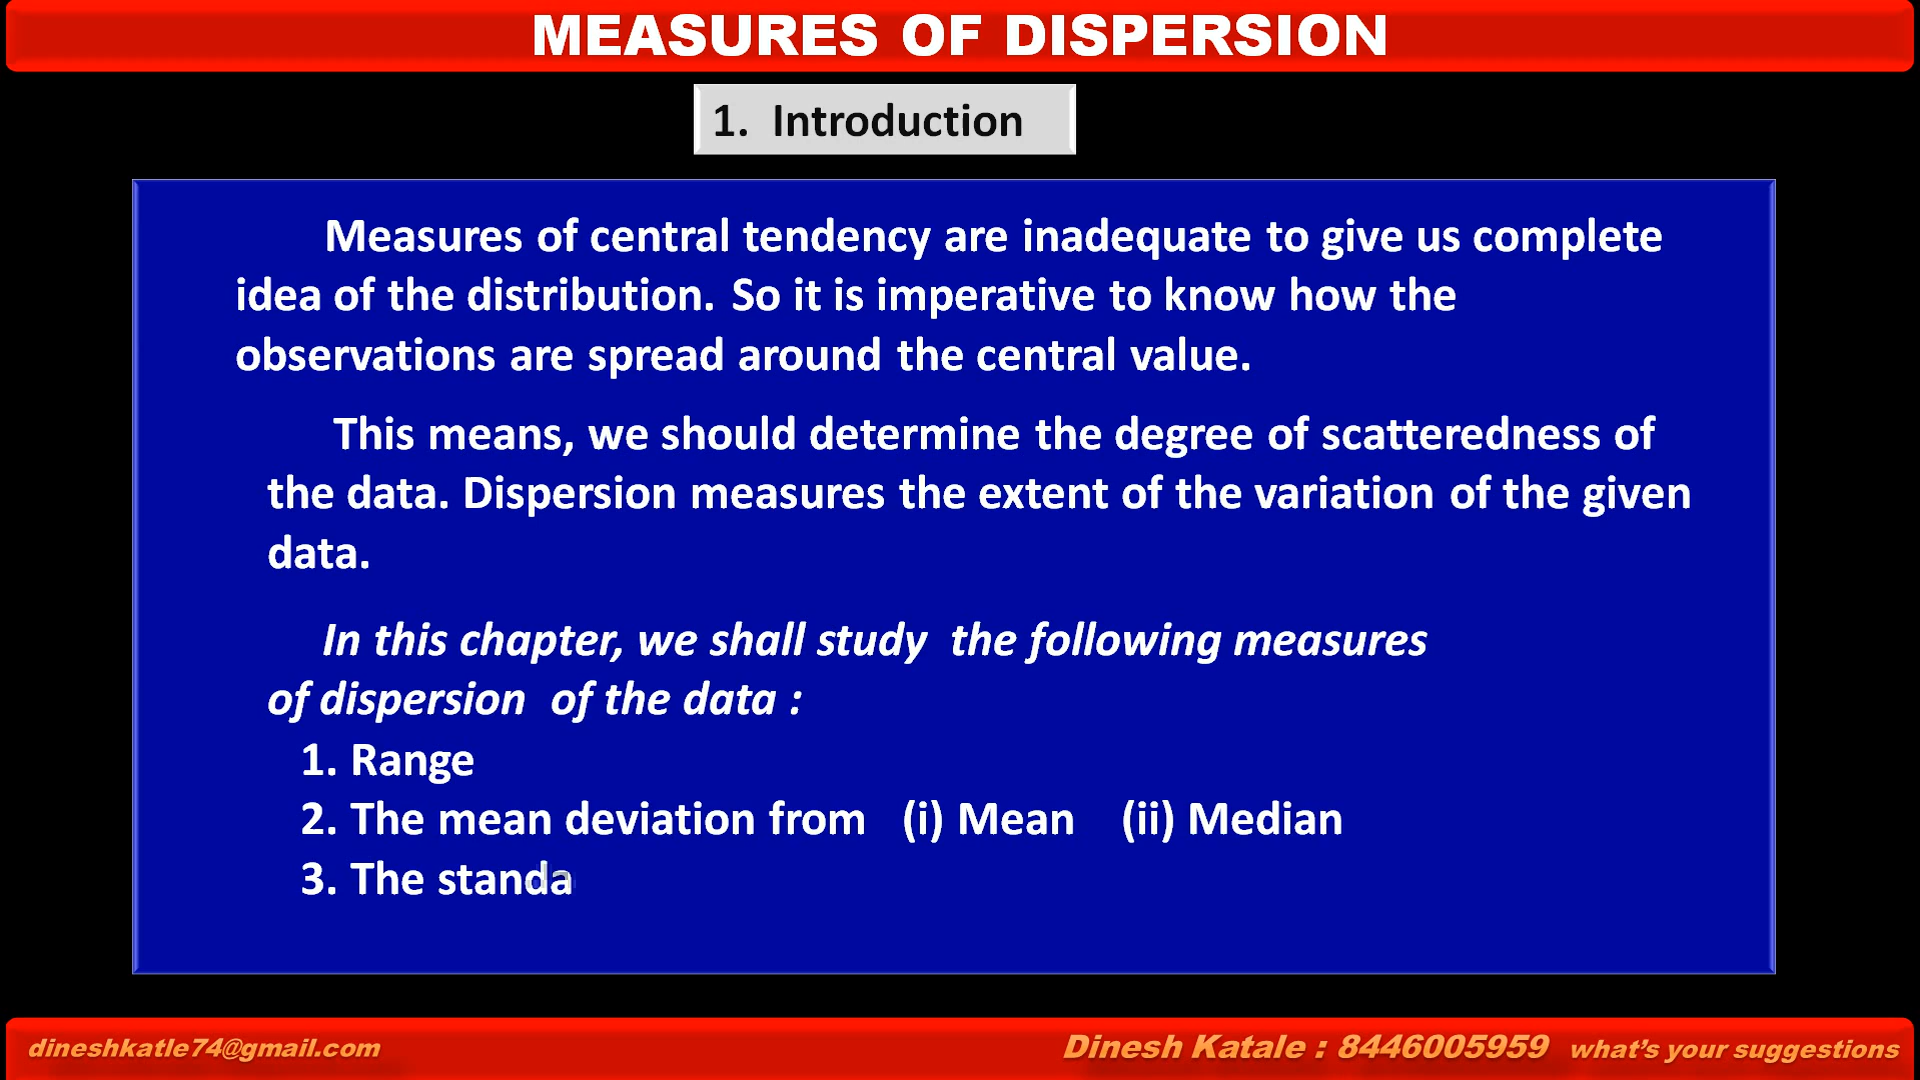 MEASURES OF DISPERSION
1. Introduction
Measures of central tendency are inadequate to give us complete
idea of the distribution. So it is imperative to know how the
observations are spread around the central value.
This means, we should determine the degree of scatteredness of
the data. Dispersion measures the extent of the variation of the given
data.
In this chapter, we shall study the following measures
of dispersion of the data :
1. Range
2. The mean deviation from (i) Mean (ii) Median
3. The standa
dineshkatle74@gmail.com Dinesh Katale : 8446005959 what's your suggestions